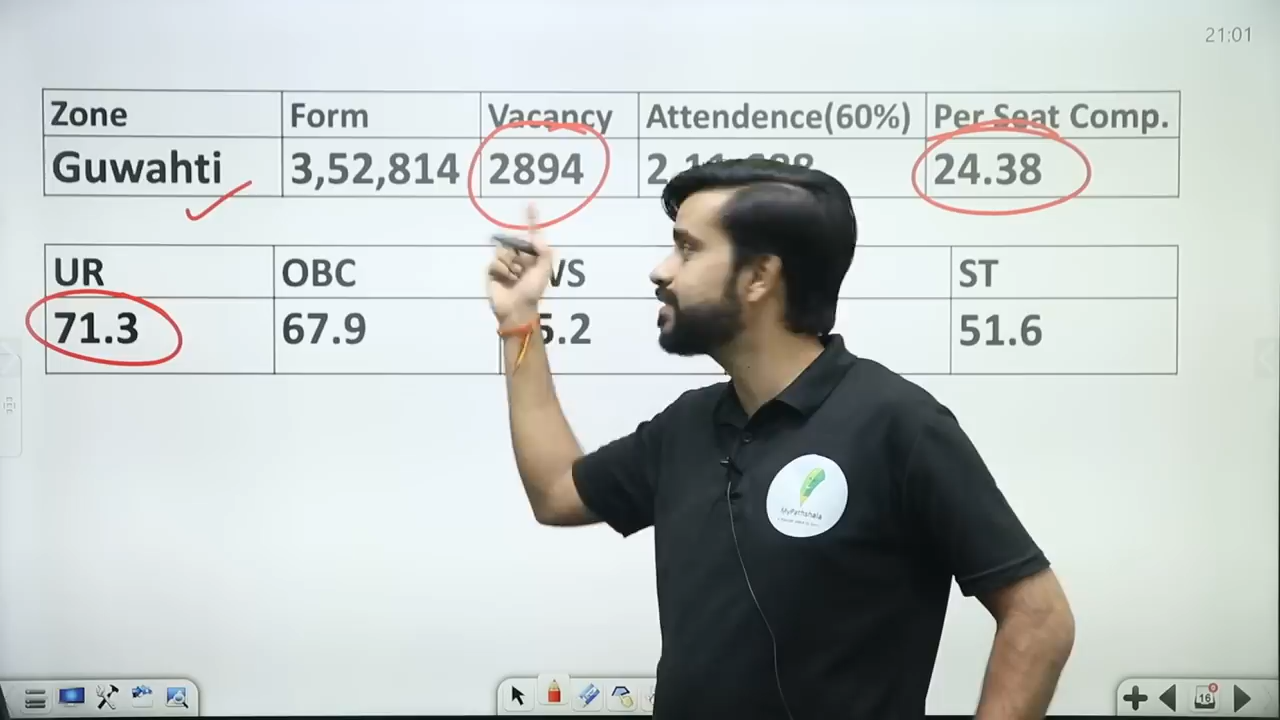 21:01
Zone Form Vacancy Attendence(60%) Per Seat Comp.
Guwahti 3,52,814 2894 24.38
UR OBC ST
71.3 67.9 51.6
MyPathshala
16